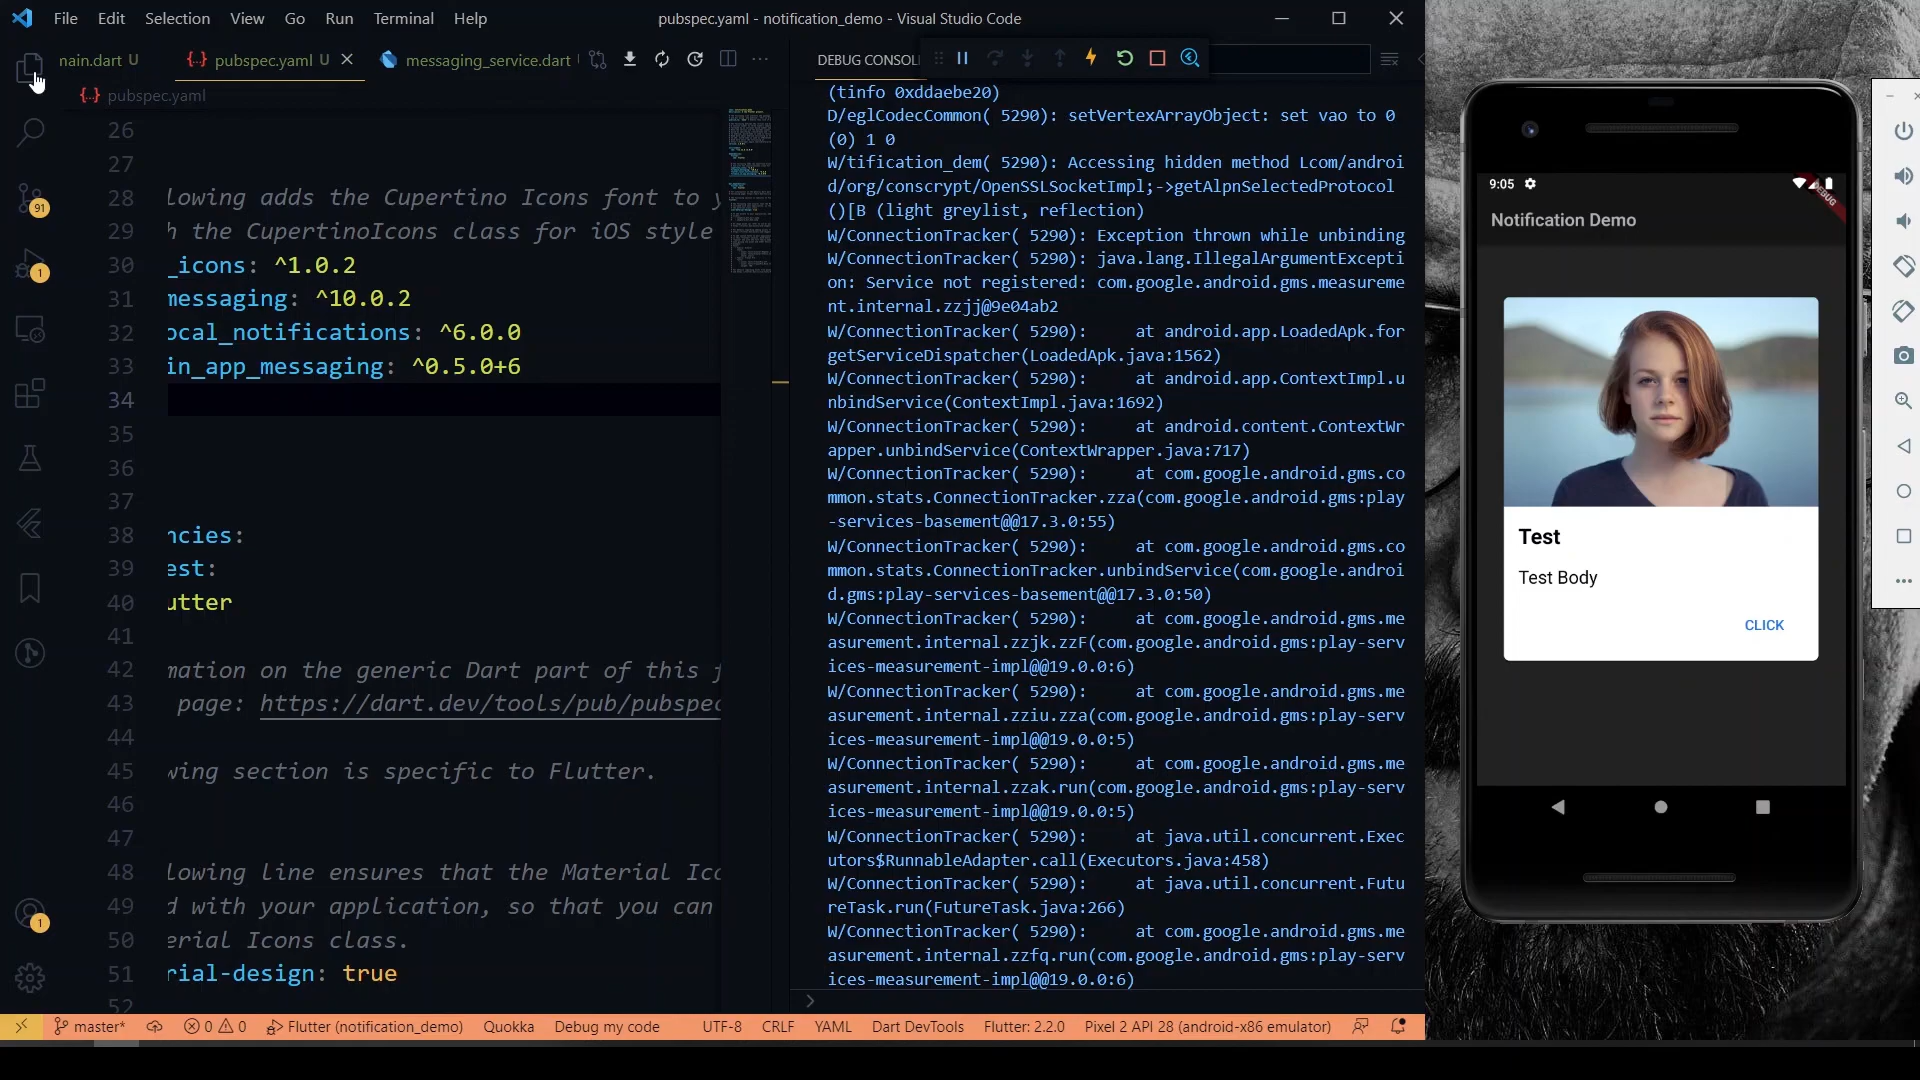 File Edit Selection View Go Run Terminal Help
pubspec.yaml - notification_demo - Visual Studio Code
nain.dart U
pubspec.yaml U
messaging_service.dart
DEBUG CONSOL
pubspec.yaml
26
27
28 lowing adds the Cupertino Icons font to y
29 h the CupertinoIcons class for iOS style
30 _icons: ^1.0.2
31 messaging: ^10.0.2
32 ocal_notifications: ^6.0.0
33 in_app_messaging: ^0.5.0+6
34
35
36
37
38 ncies:
39 est:
40 utter
41
42 mation on the generic Dart part of this f
43 page: https://dart.dev/tools/pub/pubspec
44
45 wing section is specific to Flutter.
46
47
48 lowing line ensures that the Material Ico
49 d with your application, so that you can
50 erial Icons class.
51 rial-design: true
52
(tinfo 0xddaebe20)
D/eglCodecCommon( 5290): setVertexArrayObject: set vao to 0
(0) 1 0
W/tification_dem( 5290): Accessing hidden method Lcom/androi
d/org/conscrypt/OpenSSLSocketImpl;->getAlpnSelectedProtocol
()[B (light greylist, reflection)
W/ConnectionTracker( 5290): Exception thrown while unbinding
W/ConnectionTracker( 5290): java.lang.IllegalArgumentExcepti
on: Service not registered: com.google.android.gms.measureme
nt.internal.zzjj@9e04ab2
W/ConnectionTracker( 5290): at android.app.LoadedApk.for
getServiceDispatcher(LoadedApk.java:1562)
W/ConnectionTracker( 5290): at android.app.ContextImpl.u
nbindService(ContextImpl.java:1692)
W/ConnectionTracker( 5290): at android.content.ContextWr
apper.unbindService(ContextWrapper.java:717)
W/ConnectionTracker( 5290): at com.google.android.gms.co
mmon.stats.ConnectionTracker.zza(com.google.android.gms:play
-services-basement@@17.3.0:55)
W/ConnectionTracker( 5290): at com.google.android.gms.co
mmon.stats.ConnectionTracker.unbindService(com.google.androi
d.gms:play-services-basement@@17.3.0:50)
W/ConnectionTracker( 5290): at com.google.android.gms.me
asurement.internal.zzjk.zzF(com.google.android.gms:play-serv
ices-measurement-impl@@19.0.0:6)
W/ConnectionTracker( 5290): at com.google.android.gms.me
asurement.internal.zziu.zza(com.google.android.gms:play-serv
ices-measurement-impl@@19.0.0:5)
W/ConnectionTracker( 5290): at com.google.android.gms.me
asurement.internal.zzak.run(com.google.android.gms:play-serv
ices-measurement-impl@@19.0.0:5)
W/ConnectionTracker( 5290): at java.util.concurrent.Exec
utors$RunnableAdapter.call(Executors.java:458)
W/ConnectionTracker( 5290): at java.util.concurrent.Futu
reTask.run(FutureTask.java:266)
W/ConnectionTracker( 5290): at com.google.android.gms.me
asurement.internal.zzfq.run(com.google.android.gms:play-serv
ices-measurement-impl@@19.0.0:6)
91
1
1
9:05
DEBUG
Notification Demo
Test
Test Body
CLICK
master* 0 0 Flutter (notification_demo) Quokka Debug my code UTF-8 CRLF YAML Dart DevTools Flutter: 2.2.0 Pixel 2 API 28 (android-x86 emulator)